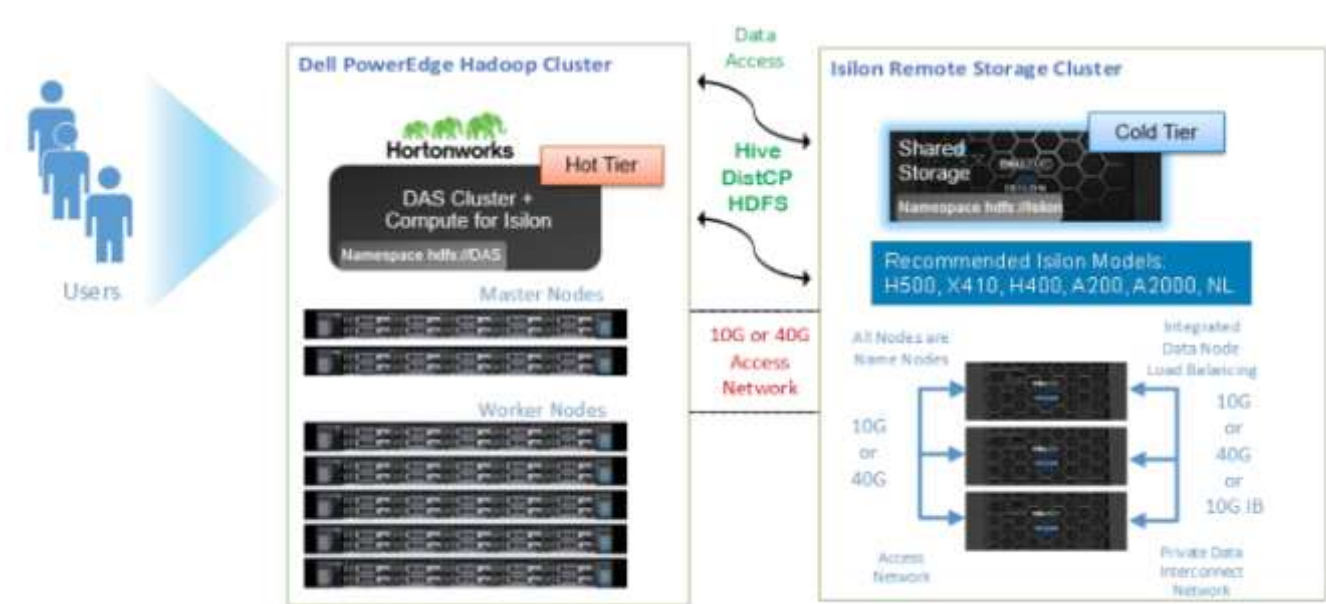 Users
Dell PowerEdge Hadoop Cluster
Hortonworks
Hot Tier
DAS Cluster +
Compute for Isilon
Namespace hdfs://DAS
Master Nodes
Worker Nodes
Data
Access
Hive
DistCP
HDFS
10G or 40G
Access
Network
Isilon Remote Storage Cluster
Cold Tier
Shared
Storage
Namespace hdfs://Isilon
Recommended Isilon Models:
H500, X410, H400, A200, A2000, NL
All Nodes are
Name Nodes
Integrated
Data Node
Load Balancing
10G
or
40G
10G
or
40G
or
10G IB
Access
Network
Private Data
Interconnect
Network